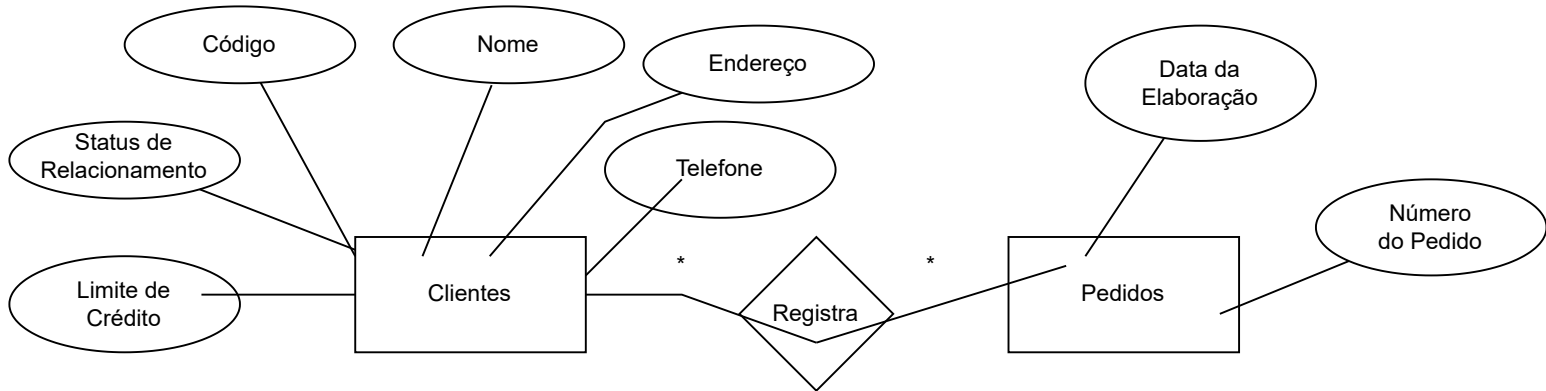 Código
Nome
Endereço
Data da
Elaboração
Status de
Relacionamento
Telefone
Número
do Pedido
*
*
Limite de
Crédito
Clientes
Registra
Pedidos